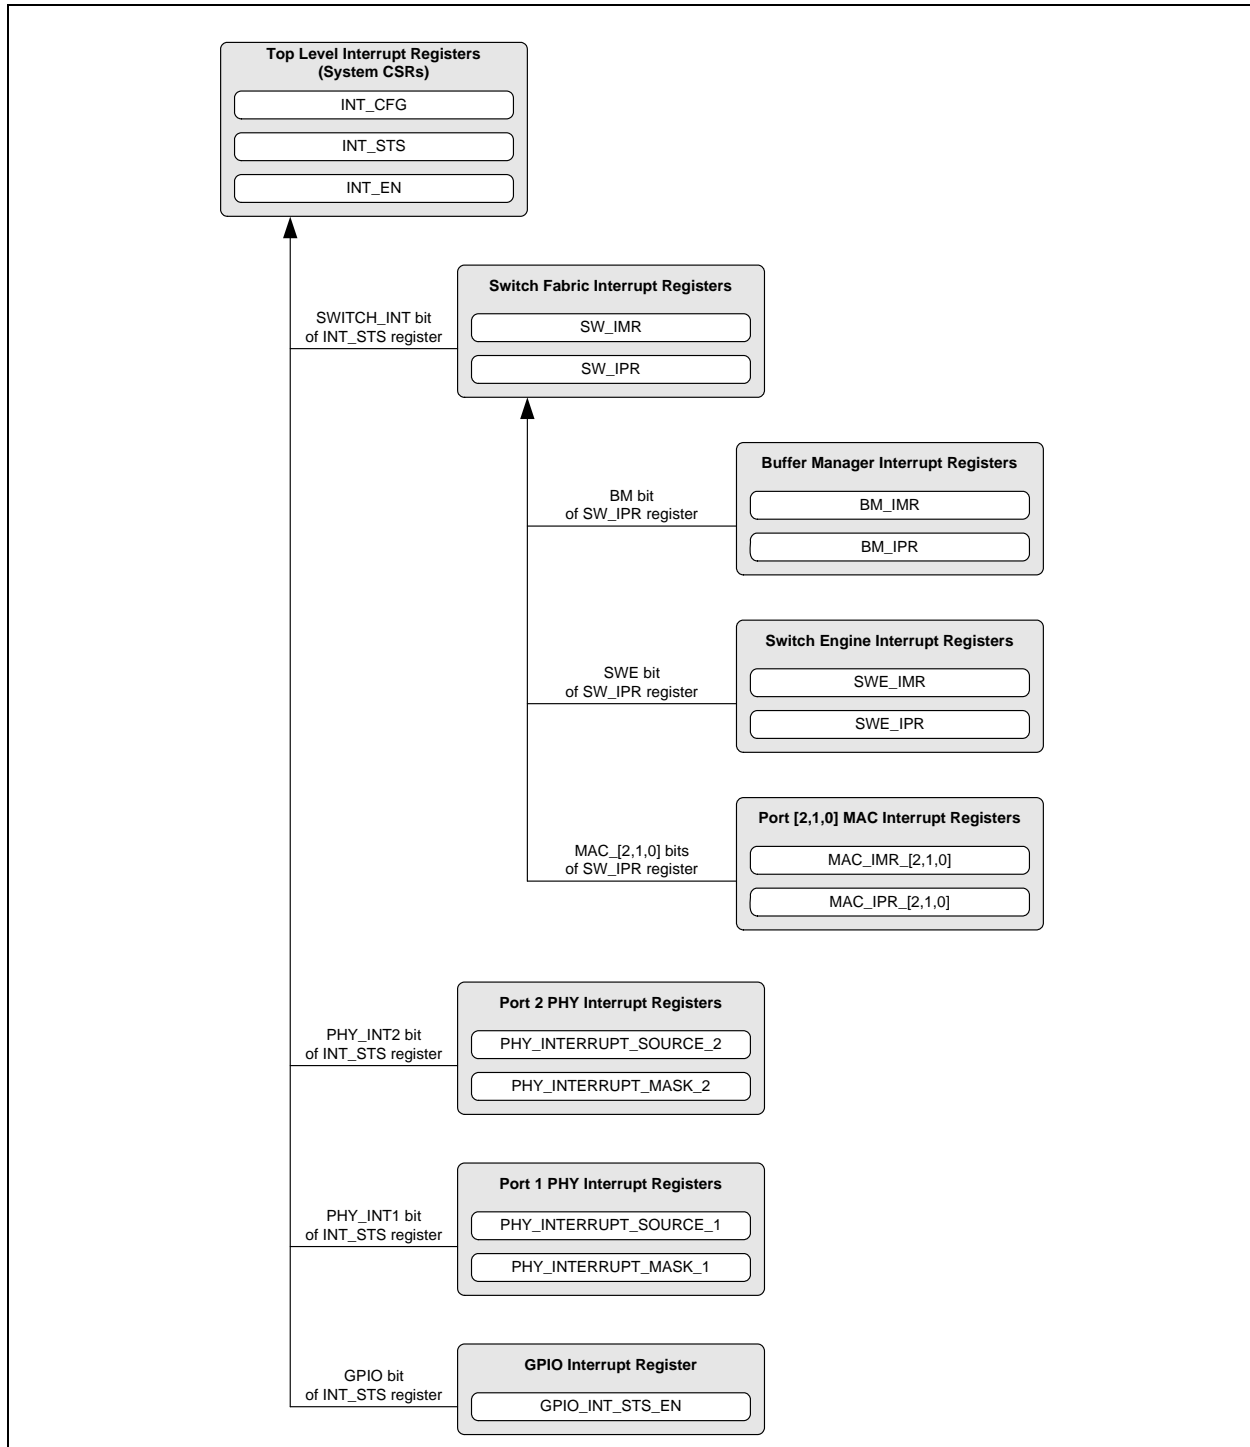 Top Level Interrupt Registers
(System CSRs)
INT_CFG
INT_STS
INT_EN
SWITCH_INT bit
of INT_STS register
Switch Fabric Interrupt Registers
SW_IMR
SW_IPR
BM bit
of SW_IPR register
Buffer Manager Interrupt Registers
BM_IMR
BM_IPR
SWE bit
of SW_IPR register
Switch Engine Interrupt Registers
SWE_IMR
SWE_IPR
MAC_[2,1,0] bits
of SW_IPR register
Port [2,1,0] MAC Interrupt Registers
MAC_IMR_[2,1,0]
MAC_IPR_[2,1,0]
PHY_INT2 bit
of INT_STS register
Port 2 PHY Interrupt Registers
PHY_INTERRUPT_SOURCE_2
PHY_INTERRUPT_MASK_2
PHY_INT1 bit
of INT_STS register
Port 1 PHY Interrupt Registers
PHY_INTERRUPT_SOURCE_1
PHY_INTERRUPT_MASK_1
GPIO bit
of INT_STS register
GPIO Interrupt Register
GPIO_INT_STS_EN